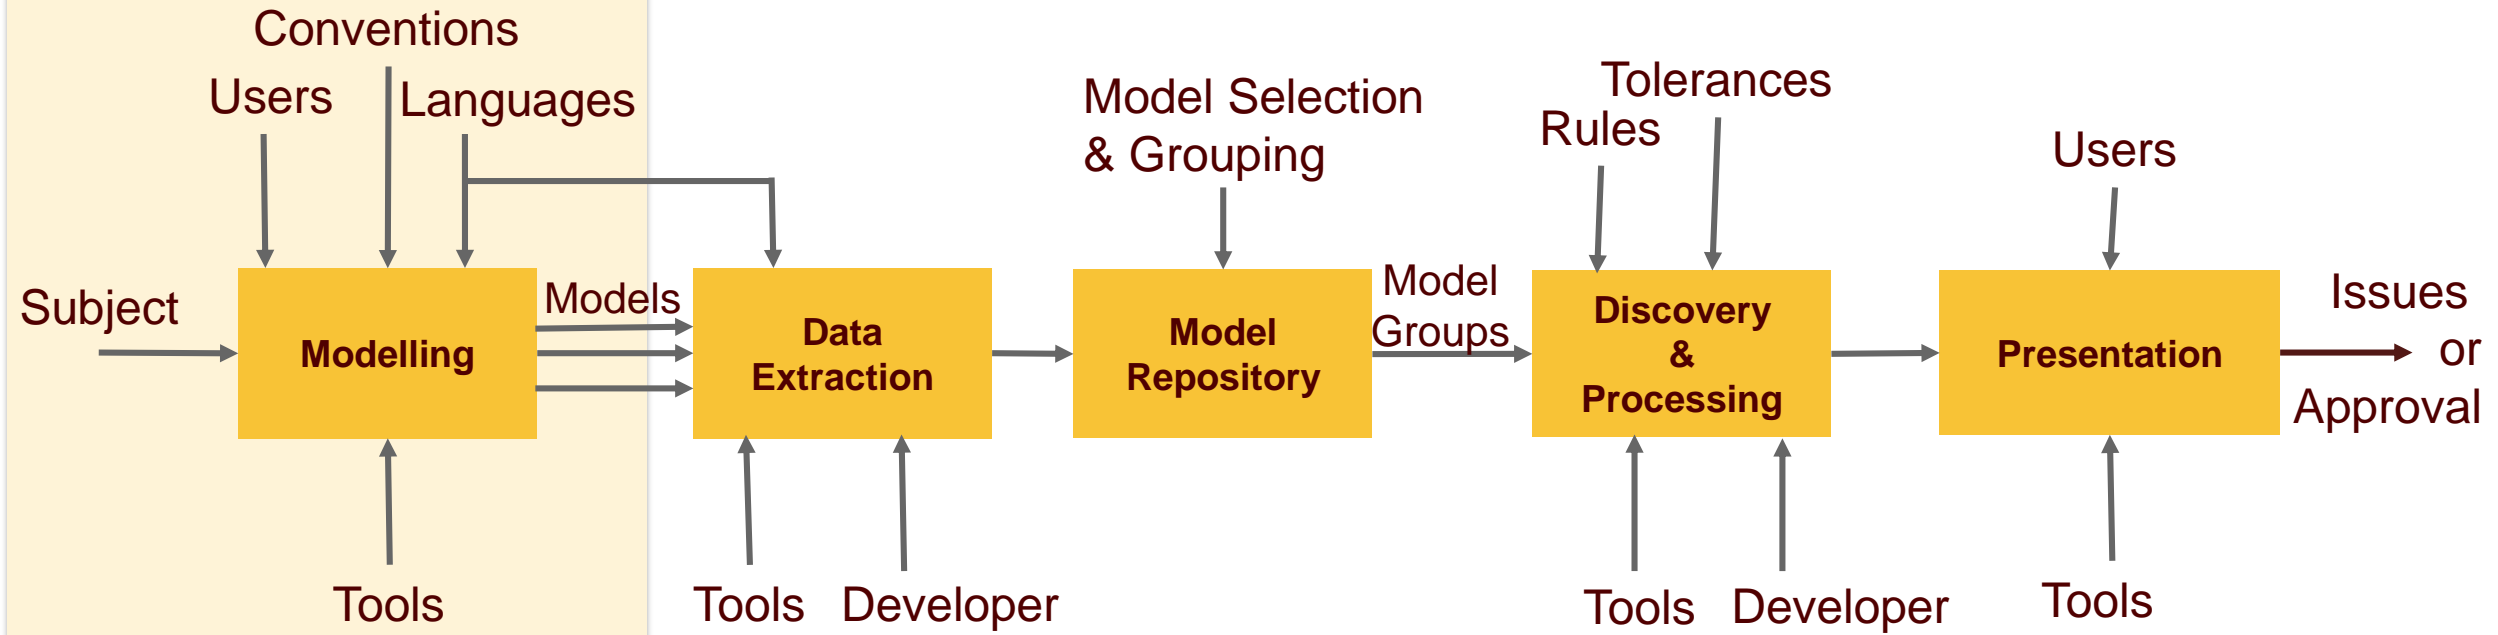 Conventions
Users
Languages
Subject
Modelling
Models
Tools
Data
Extraction
Tools
Developer
Model Selection
& Grouping
Model
Repository
Model
Groups
Tolerances
Rules
Discovery
&
Processing
Tools
Developer
Users
Presentation
Tools
Issues
or
Approval